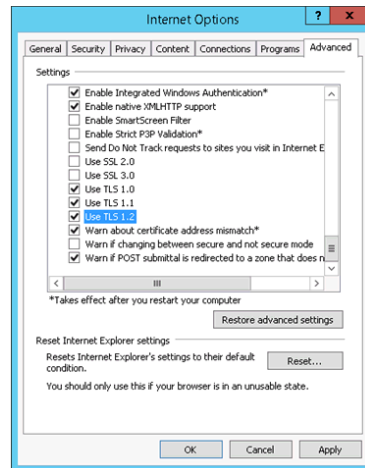 Internet Options
? x
General Security Privacy Content Connections Programs Advanced
Settings
Enable Integrated Windows Authentication*
Enable native XMLHTTP support
Enable SmartScreen Filter
Enable Strict P3P Validation*
Send Do Not Track requests to sites you visit in Internet E
Use SSL 2.0
Use SSL 3.0
Use TLS 1.0
Use TLS 1.1
Use TLS 1.2
Warn about certificate address mismatch*
Warn if changing between secure and not secure mode
Warn if POST submittal is redirected to a zone that does n
*Takes effect after you restart your computer
Restore advanced settings
Reset Internet Explorer settings
Resets Internet Explorer's settings to their default
condition.
Reset...
You should only use this if your browser is in an unusable state.
OK Cancel Apply